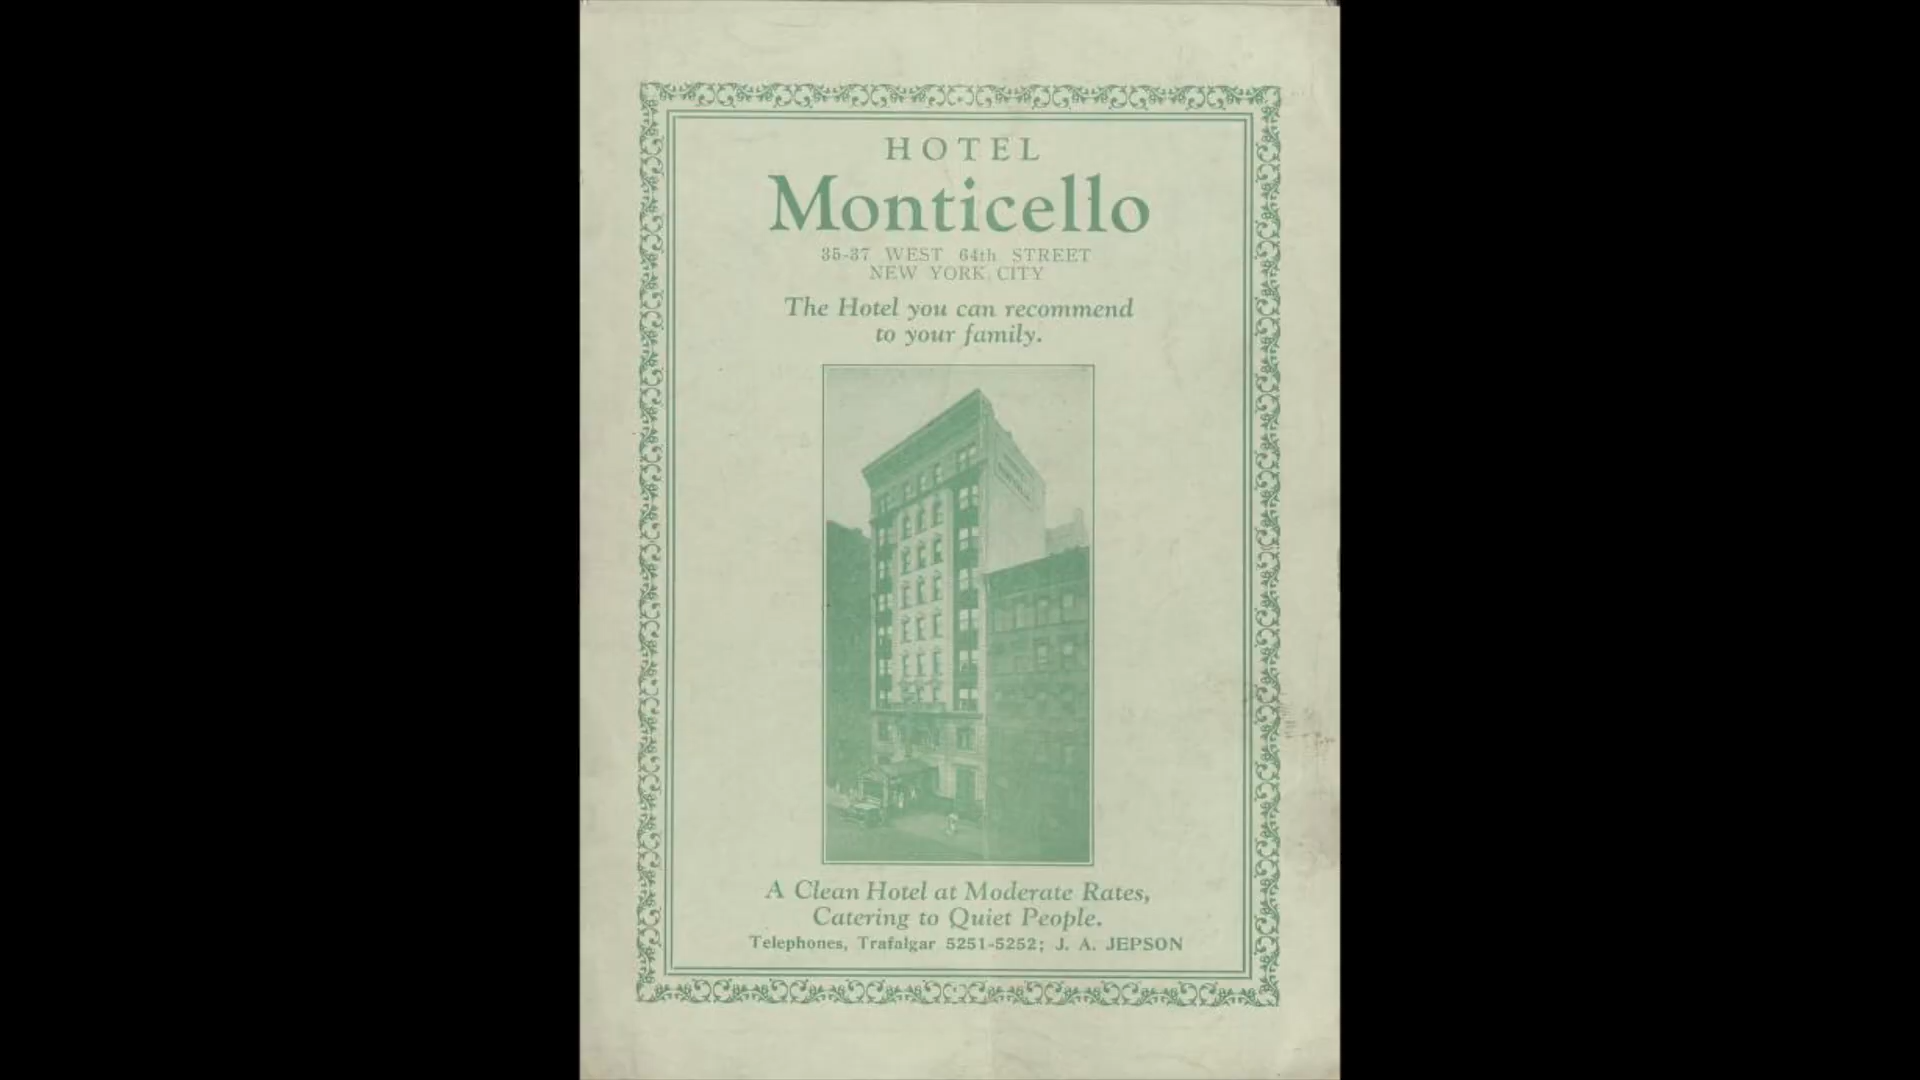 HOTEL
Monticello
35-37 WEST 64th STREET
NEW YORK CITY
The Hotel you can recommend
to your family.
A Clean Hotel at Moderate Rates,
Catering to Quiet People.
Telephones, Trafalgar 5251-5252; J. A. JEPSON